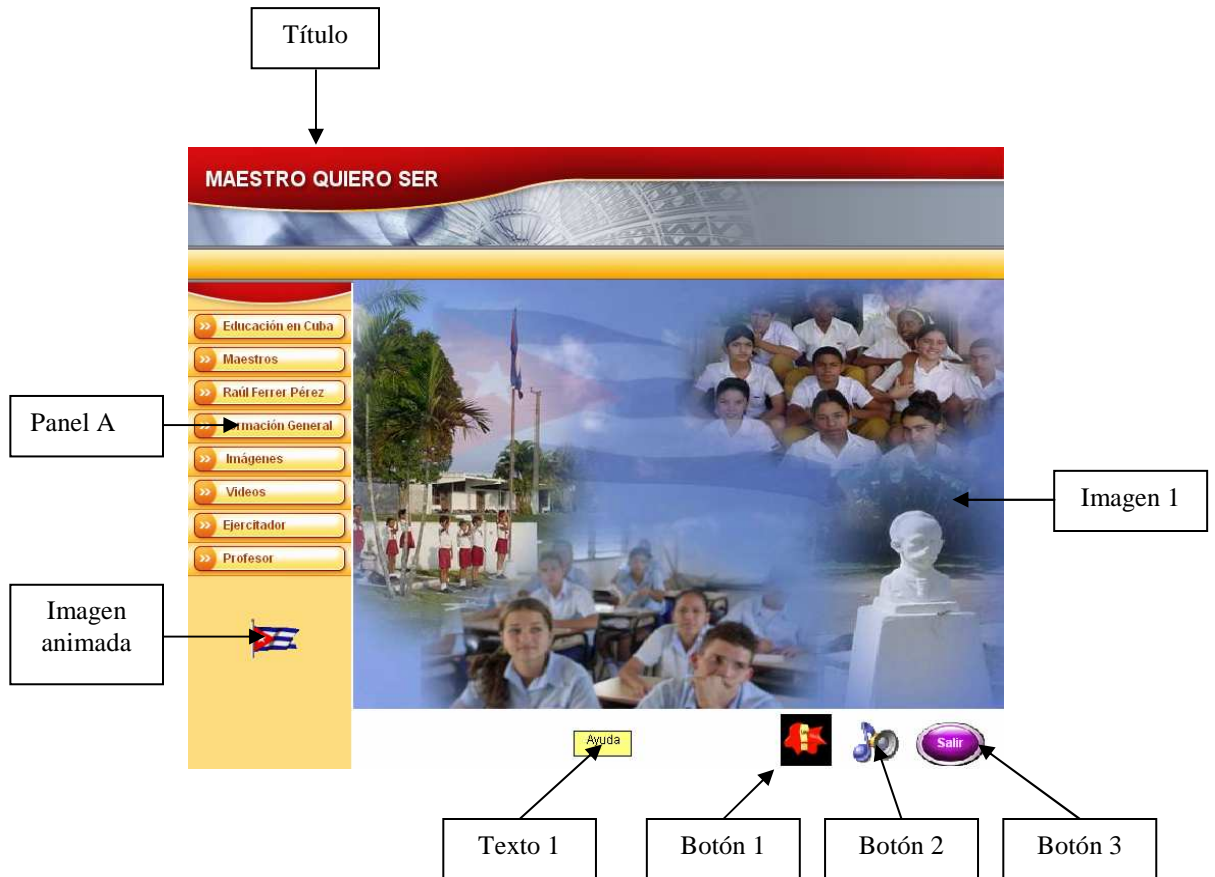 Título
MAESTRO QUIERO SER
Educación en Cuba
Maestros
Raúl Ferrer Pérez
Panel A
rmación General
Imágenes
Videos
Imagen 1
Ejercitador
Profesor
Imagen
animada
Ayuda
Salir
Texto 1
Botón 1
Botón 2
Botón 3